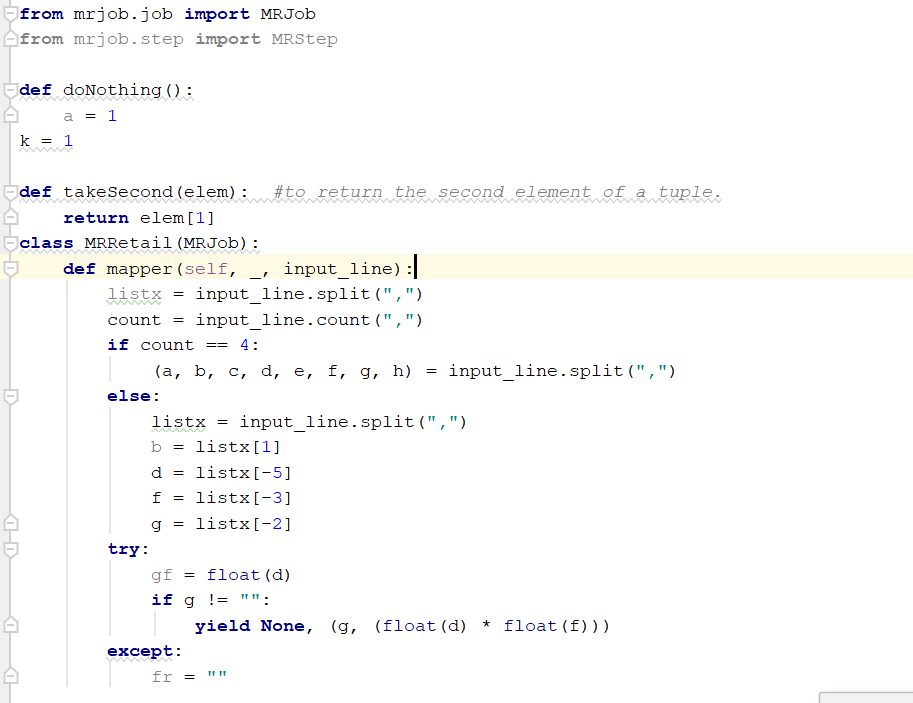 from mrjob.job import MRJob
from mrjob.step import MRStep
def doNothing():
    a = 1
k = 1
def takeSecond(elem):  #to return the second element of a tuple.
    return elem[1]
class MRRetail(MRJob):
    def mapper(self, _, input_line):
        listx = input_line.split(",")
        count = input_line.count(",")
        if count == 4:
            (a, b, c, d, e, f, g, h) = input_line.split(",")
        else:
            listx = input_line.split(",")
            b = listx[1]
            d = listx[-5]
            f = listx[-3]
            g = listx[-2]
        try:
            gf = float(d)
            if g != "":
                yield None, (g, (float(d) * float(f)))
        except:
            fr = ""